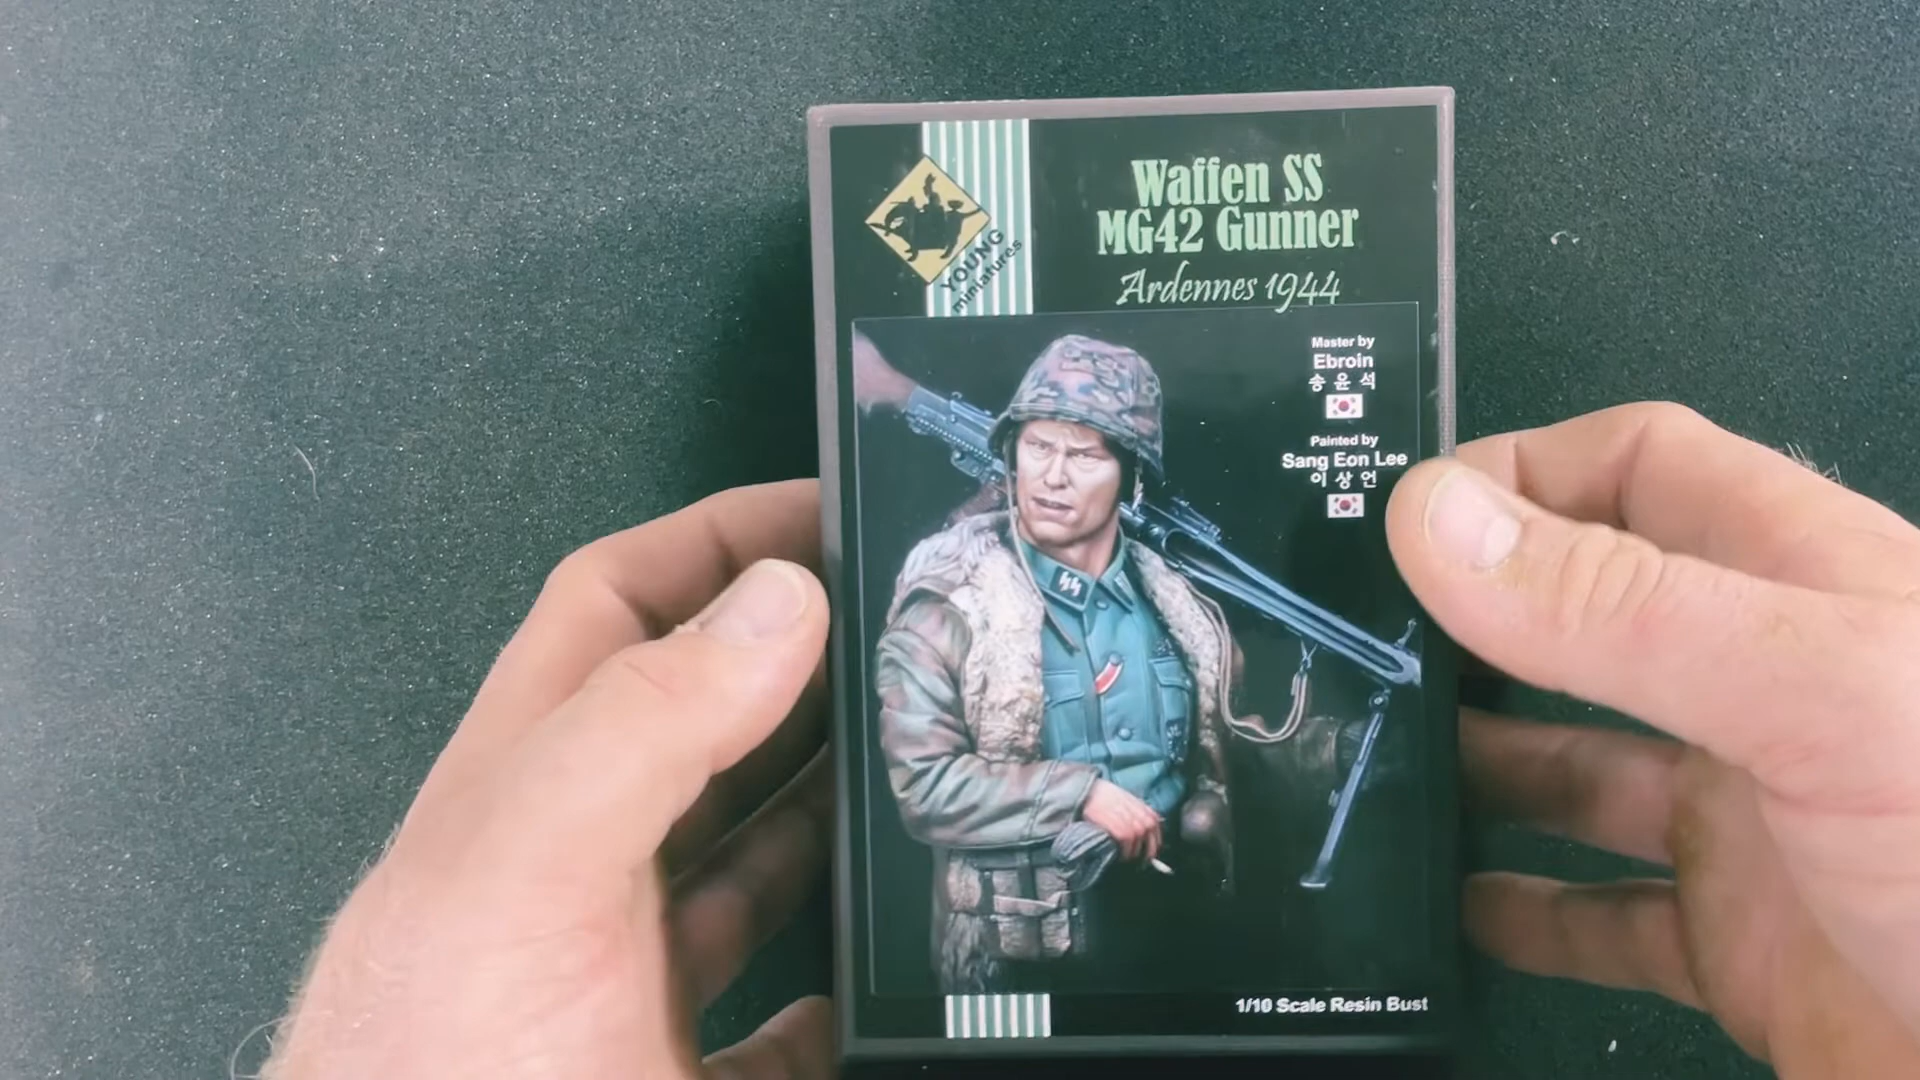 YOUNG
miniatures
Waffen SS
MG42 Gunner
Ardennes 1944
Master by
Ebroin
송 윤 석
Painted by
Sang Eon Lee
이 상 언
1/10 Scale Resin Bust